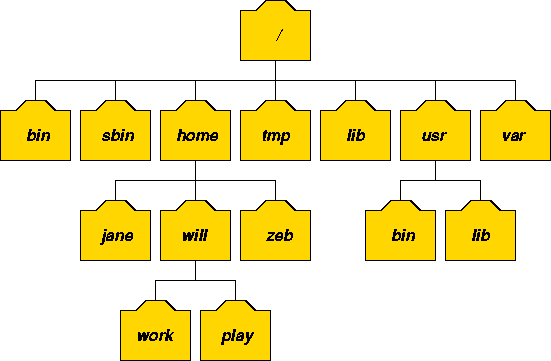 /
bin sbin home tmp lib usr var
jane will zeb bin lib
work play